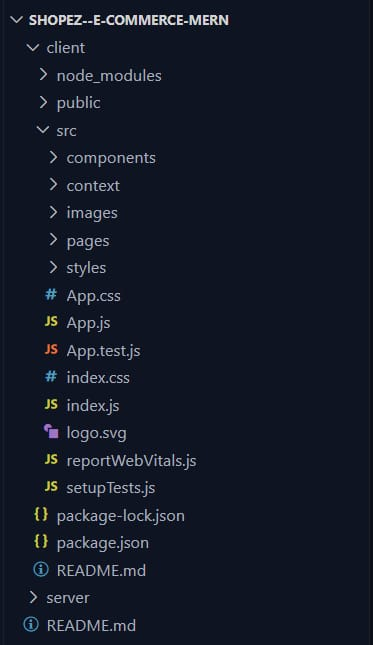 SHOPEZ--E-COMMERCE-MERN
client
node_modules
public
src
components
context
images
pages
styles
# App.css
JS App.js
JS App.test.js
# index.css
JS index.js
logo.svg
JS reportWebVitals.js
JS setupTests.js
{} package-lock.json
{} package.json
README.md
server
README.md